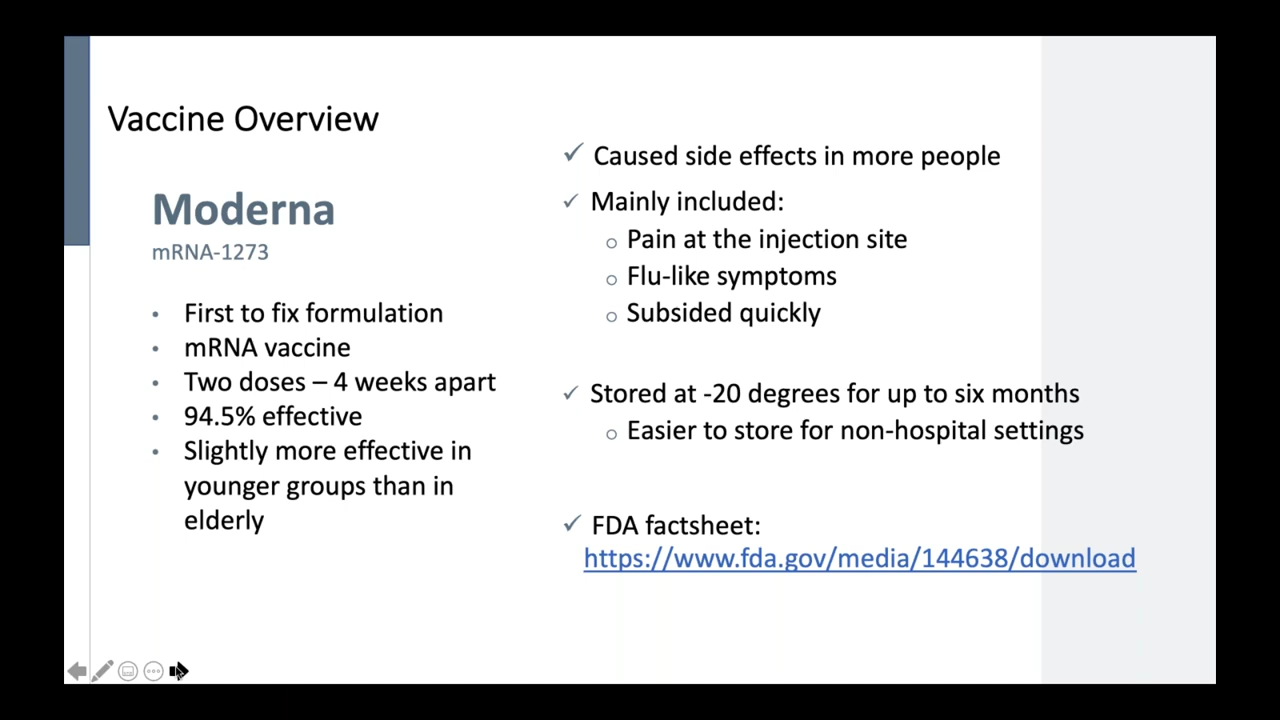 Vaccine Overview
Moderna
mRNA-1273
• First to fix formulation
• mRNA vaccine
• Two doses – 4 weeks apart
• 94.5% effective
• Slightly more effective in
younger groups than in
elderly
✓ Caused side effects in more people
✓ Mainly included:
o Pain at the injection site
o Flu-like symptoms
o Subsided quickly
✓ Stored at -20 degrees for up to six months
o Easier to store for non-hospital settings
✓ FDA factsheet:
https://www.fda.gov/media/144638/download